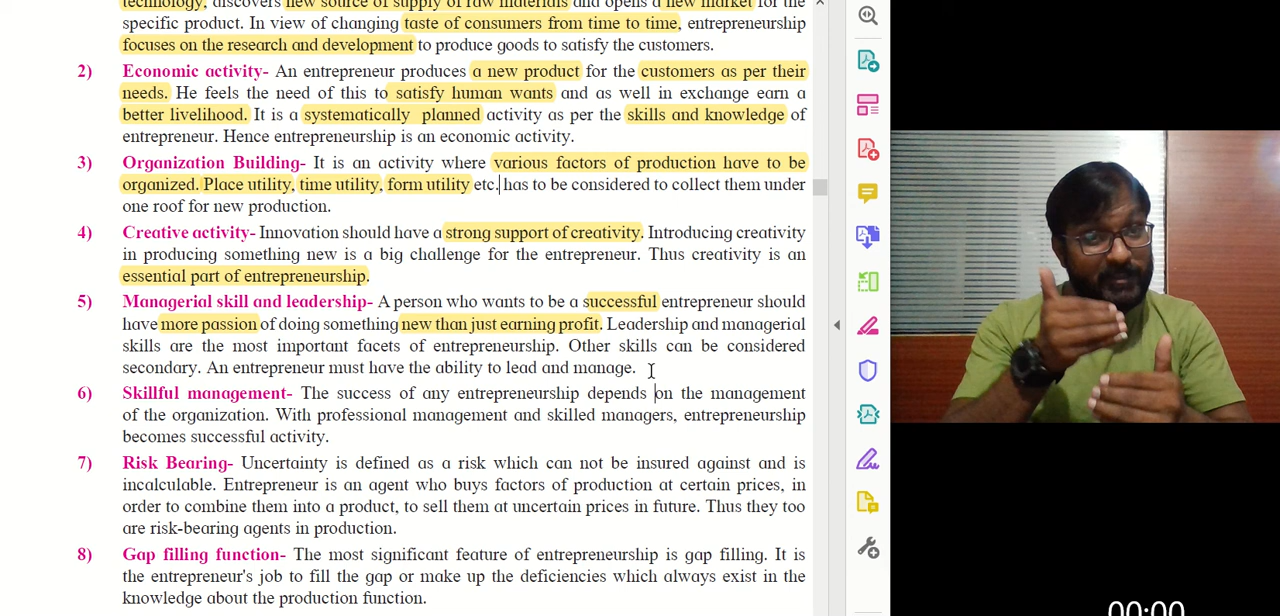 technology, discovers new source of supply of raw materials and opens a new market for the
specific product. In view of changing taste of consumers from time to time, entrepreneurship
focuses on the research and development to produce goods to satisfy the customers.
2) Economic activity- An entrepreneur produces a new product for the customers as per their
needs. He feels the need of this to satisfy human wants and as well in exchange earn a
better livelihood. It is a systematically planned activity as per the skills and knowledge of
entrepreneur. Hence entrepreneurship is an economic activity.
3) Organization Building- It is an activity where various factors of production have to be
organized. Place utility, time utility, form utility etc. has to be considered to collect them under
one roof for new production.
4) Creative activity- Innovation should have a strong support of creativity. Introducing creativity
in producing something new is a big challenge for the entrepreneur. Thus creativity is an
essential part of entrepreneurship.
5) Managerial skill and leadership- A person who wants to be a successful entrepreneur should
have more passion of doing something new than just earning profit. Leadership and managerial
skills are the most important facets of entrepreneurship. Other skills can be considered
secondary. An entrepreneur must have the ability to lead and manage.
6) Skillful management- The success of any entrepreneurship depends on the management
of the organization. With professional management and skilled managers, entrepreneurship
becomes successful activity.
7) Risk Bearing- Uncertainty is defined as a risk which can not be insured against and is
incalculable. Entrepreneur is an agent who buys factors of production at certain prices, in
order to combine them into a product, to sell them at uncertain prices in future. Thus they too
are risk-bearing agents in production.
8) Gap filling function- The most significant feature of entrepreneurship is gap filling. It is
the entrepreneur's job to fill the gap or make up the deficiencies which always exist in the
knowledge about the production function.
00:00